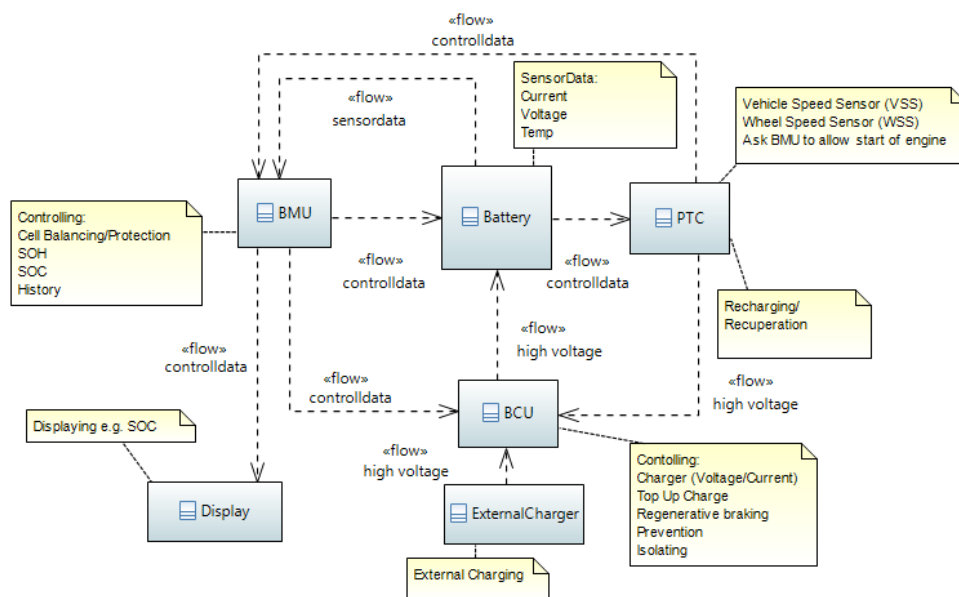 «flow»
controlldata
«flow»
sensordata
SensorData:
Current
Voltage
Temp
Vehicle Speed Sensor (VSS)
Wheel Speed Sensor (WSS)
Ask BMU to allow start of engine
BMU
Battery
PTC
Controlling:
Cell Balancing/Protection
SOH
SOC
History
«flow»
controlldata
«flow»
controlldata
Recharging/
Recuperation
«flow»
high voltage
«flow»
controlldata
«flow»
controlldata
«flow»
high voltage
BCU
Displaying e.g. SOC
«flow»
high voltage
Contolling:
Charger (Voltage/Current)
Top Up Charge
Regenerative braking
Prevention
Isolating
Display
ExternalCharger
External Charging